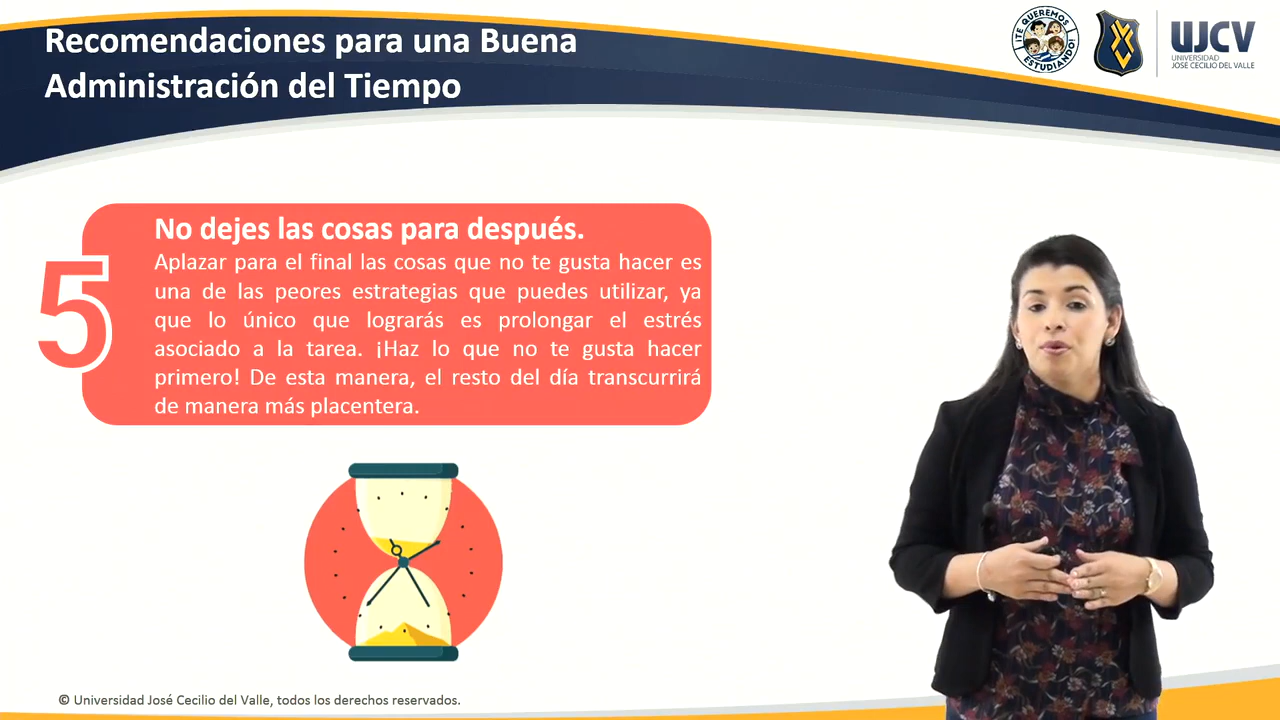 Recomendaciones para una Buena
Administración del Tiempo
¡TE QUEREMOS
ESTUDIANDO!
UJCV
UNIVERSIDAD
JOSÉ CECILIO DEL VALLE
5
No dejes las cosas para después.
Aplazar para el final las cosas que no te gusta hacer es
una de las peores estrategias que puedes utilizar, ya
que lo único que lograrás es prolongar el estrés
asociado a la tarea. ¡Haz lo que no te gusta hacer
primero! De esta manera, el resto del día transcurrirá
de manera más placentera.
© Universidad José Cecilio del Valle, todos los derechos reservados.